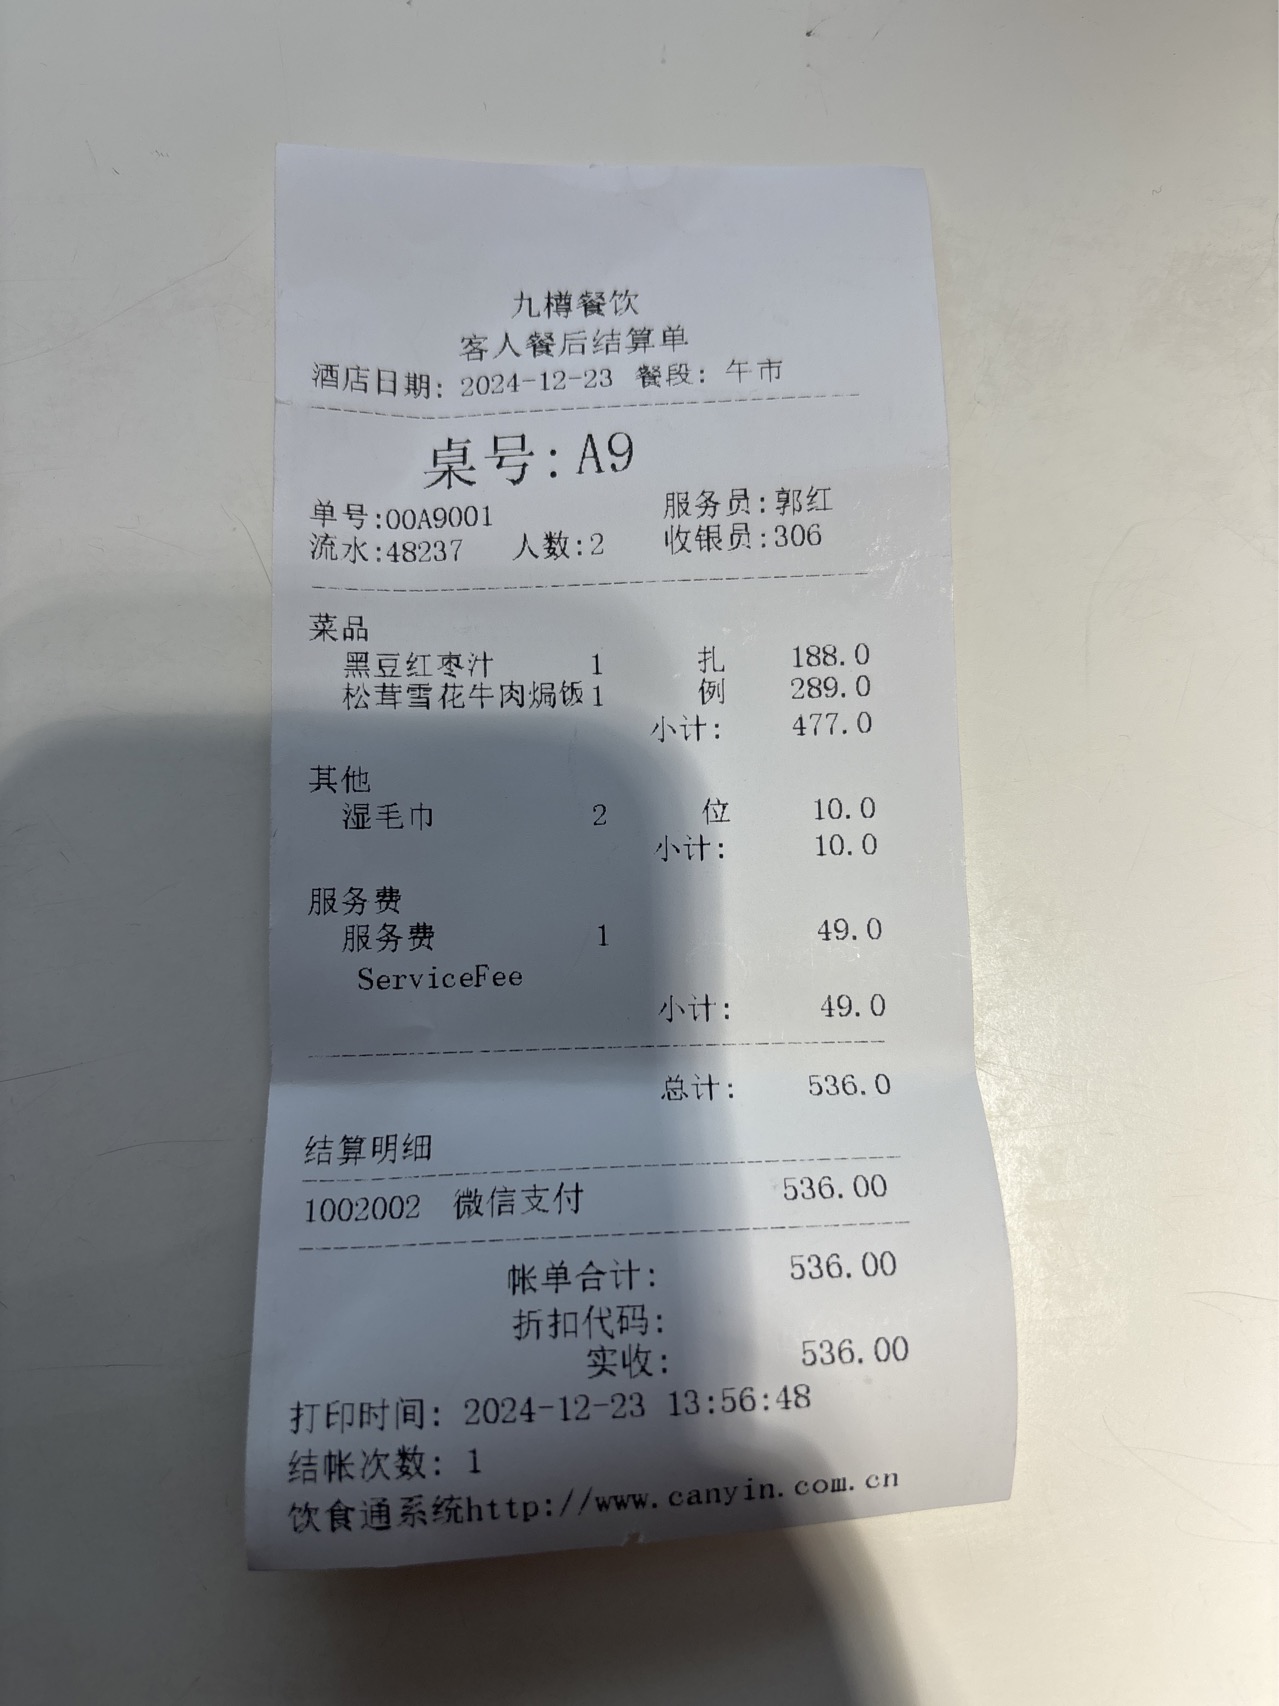 九樽餐饮
客人餐后结算单
酒店日期: 2024-12-23 餐段: 午市
桌号: A9
单号:00A9001 服务员:郭红
流水:48237 人数:2 收银员:306
菜品
黑豆红枣汁 1 扎 188.0
松茸雪花牛肉焗饭1 例 289.0
小计: 477.0
其他
湿毛巾 2 位 10.0
小计: 10.0
服务费
服务费 1 49.0
ServiceFee
小计: 49.0
总计: 536.0
结算明细
1002002 微信支付 536.00
帐单合计: 536.00
折扣代码:
实收: 536.00
打印时间: 2024-12-23 13:56:48
结帐次数: 1
饮食通系统http://www.canyin.com.cn